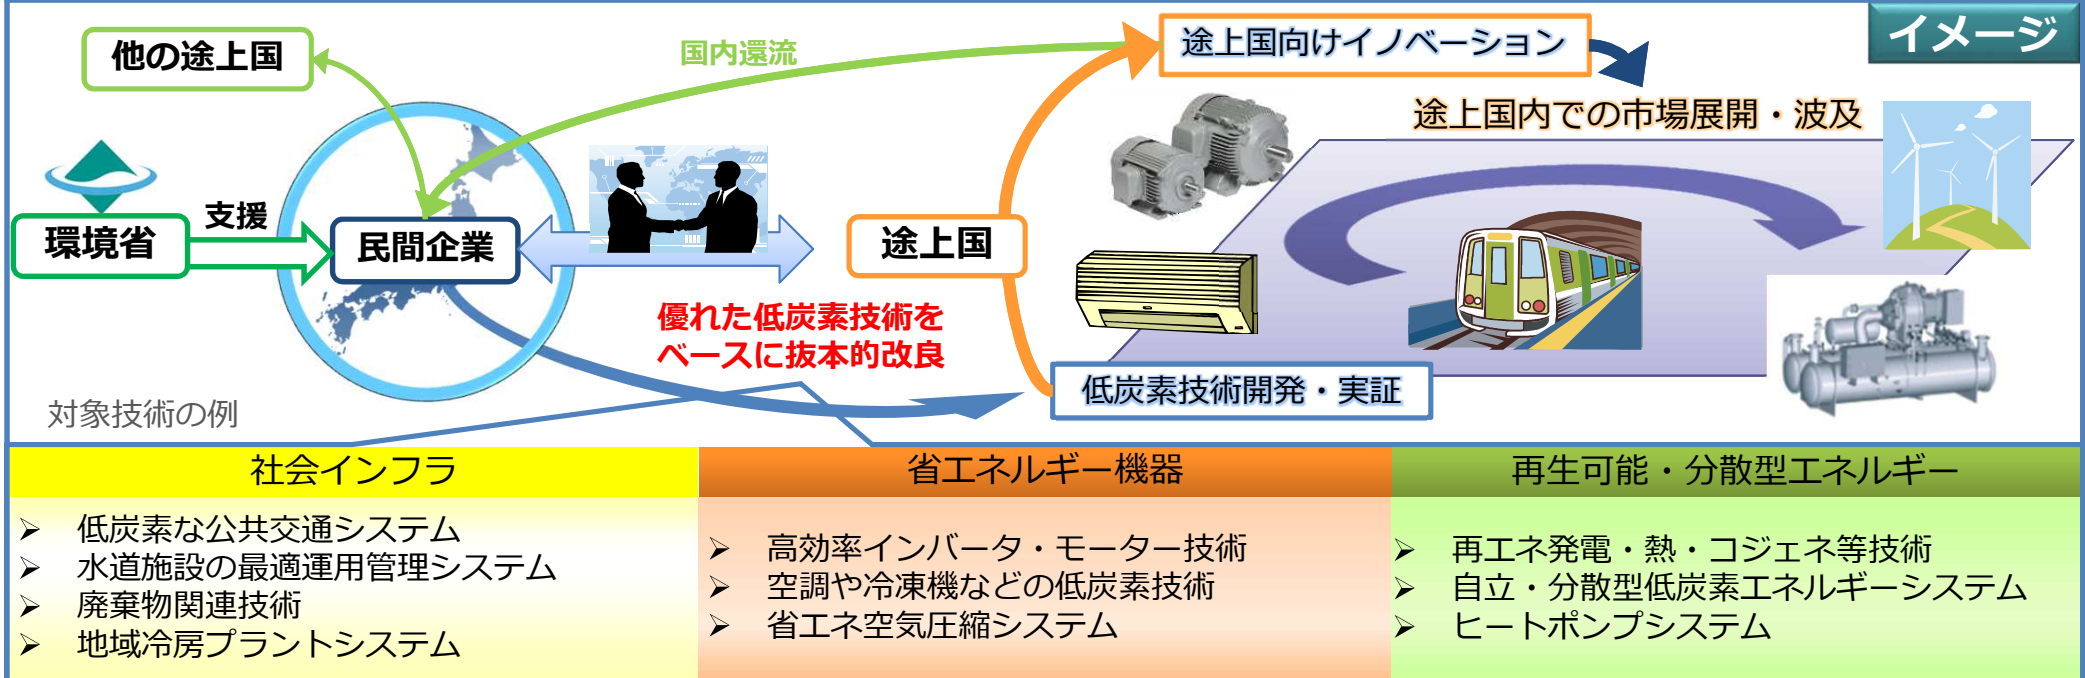 イメージ
他の途上国
国内還流
途上国向けイノベーション
途上国内での市場展開・波及
環境省
支援
民間企業
途上国
優れた低炭素技術を
ベースに抜本的改良
低炭素技術開発・実証
対象技術の例
社会インフラ
➢ 低炭素な公共交通システム
➢ 水道施設の最適運用管理システム
➢ 廃棄物関連技術
➢ 地域冷房プラントシステム
省エネルギー機器
➢ 高効率インバータ・モーター技術
➢ 空調や冷凍機などの低炭素技術
➢ 省エネ空気圧縮システム
再生可能・分散型エネルギー
➢ 再エネ発電・熱・コジェネ等技術
➢ 自立・分散型低炭素エネルギーシステム
➢ ヒートポンプシステム